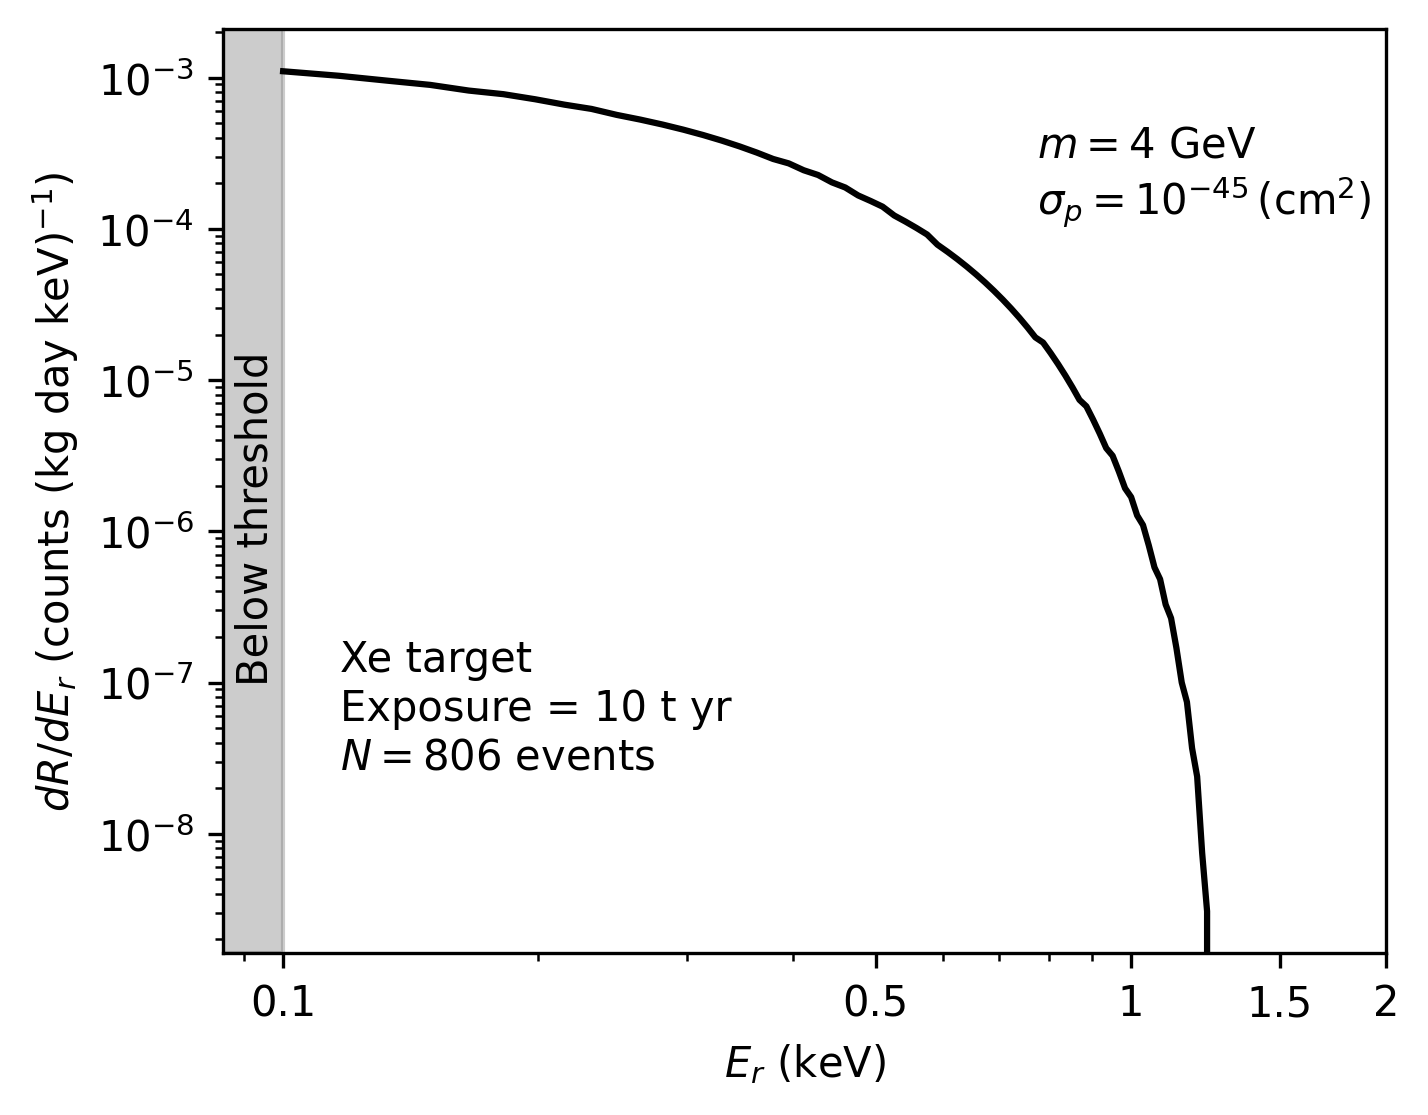 dR/dE_r (counts (kg day keV)^−1)
10^−3
10^−4
10^−5
10^−6
10^−7
10^−8
Below threshold
m = 4 GeV
σ_p = 10^−45 (cm^2)
Xe target
Exposure = 10 t yr
N = 806 events
0.1 0.5 1 1.5 2
E_r (keV)